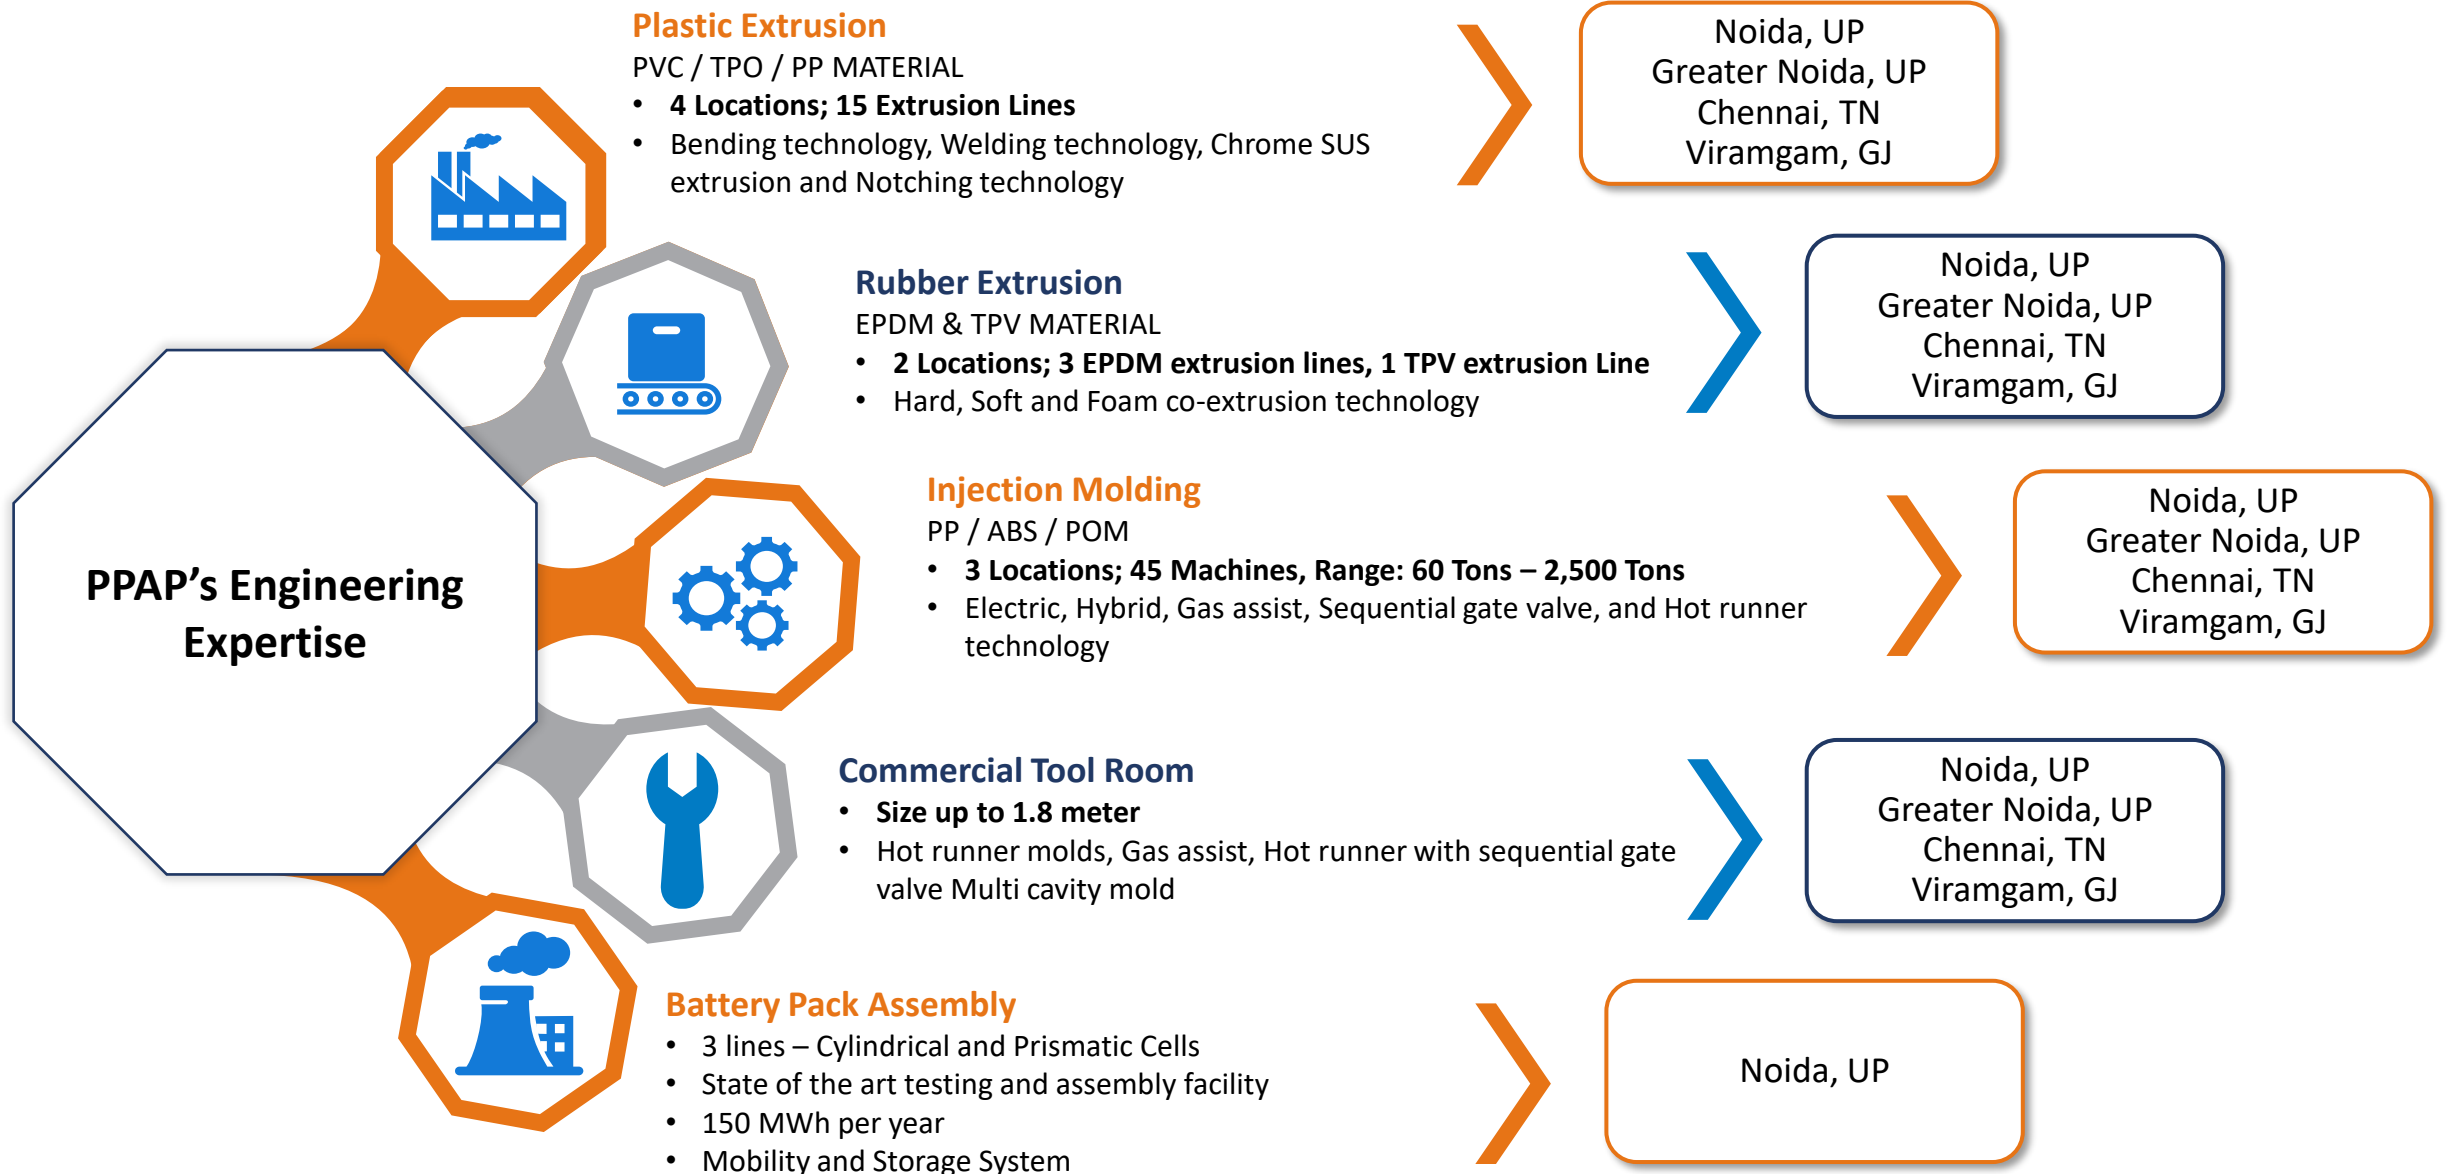 PPAP’s Engineering
Expertise
Plastic Extrusion
PVC / TPO / PP MATERIAL
• 4 Locations; 15 Extrusion Lines
• Bending technology, Welding technology, Chrome SUS
extrusion and Notching technology
Noida, UP
Greater Noida, UP
Chennai, TN
Viramgam, GJ
Rubber Extrusion
EPDM & TPV MATERIAL
• 2 Locations; 3 EPDM extrusion lines, 1 TPV extrusion Line
• Hard, Soft and Foam co-extrusion technology
Noida, UP
Greater Noida, UP
Chennai, TN
Viramgam, GJ
Injection Molding
PP / ABS / POM
• 3 Locations; 45 Machines, Range: 60 Tons – 2,500 Tons
• Electric, Hybrid, Gas assist, Sequential gate valve, and Hot runner
technology
Noida, UP
Greater Noida, UP
Chennai, TN
Viramgam, GJ
Commercial Tool Room
• Size up to 1.8 meter
• Hot runner molds, Gas assist, Hot runner with sequential gate
valve Multi cavity mold
Noida, UP
Greater Noida, UP
Chennai, TN
Viramgam, GJ
Battery Pack Assembly
• 3 lines – Cylindrical and Prismatic Cells
• State of the art testing and assembly facility
• 150 MWh per year
• Mobility and Storage System
Noida, UP